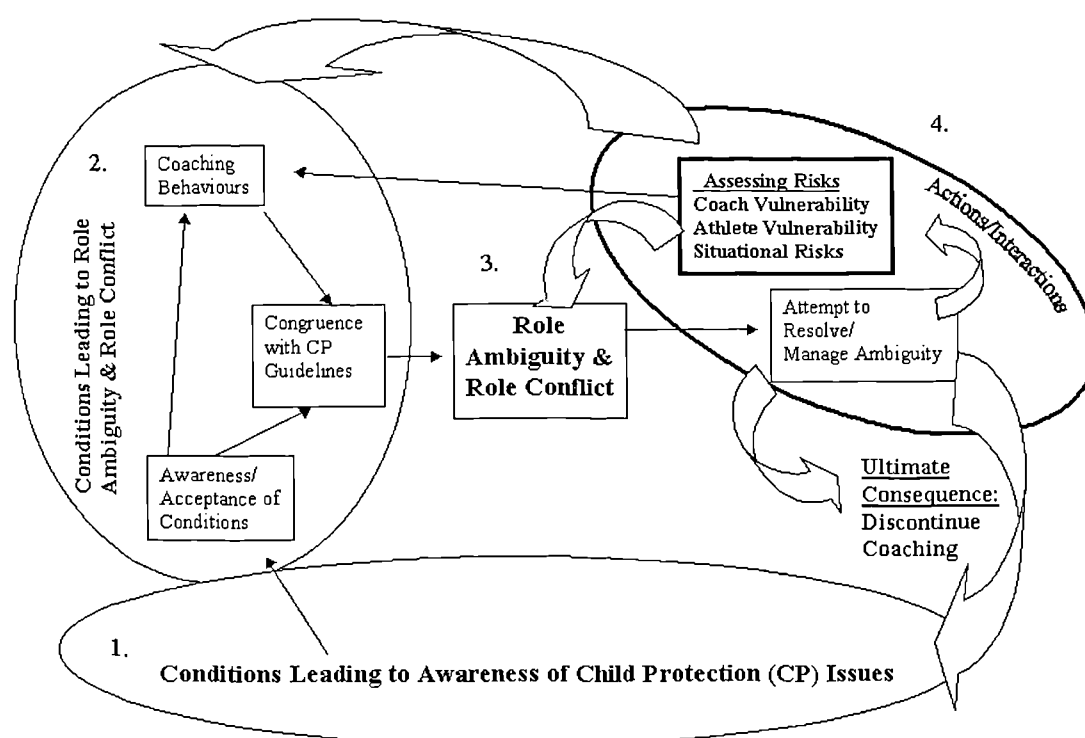 1.
Conditions Leading to Awareness of Child Protection (CP) Issues
2.
Conditions Leading to Role
Ambiguity & Role Conflict
Coaching
Behaviours
Congruence
with CP
Guidelines
Awareness/
Acceptance of
Conditions
3.
Role
Ambiguity &
Role Conflict
4.
Actions/Interactions
Assessing Risks
Coach Vulnerability
Athlete Vulnerability
Situational Risks
Attempt to
Resolve/
Manage Ambiguity
Ultimate
Consequence:
Discontinue
Coaching